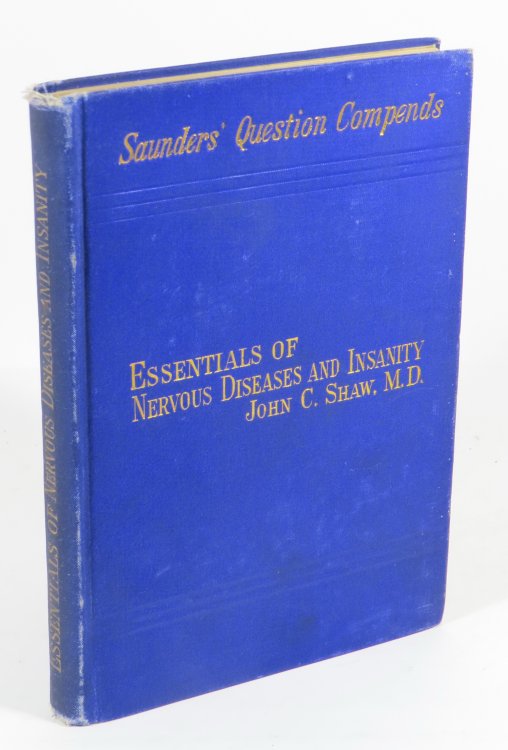 Saunders' Question Compends
ESSENTIALS OF
NERVOUS DISEASES AND INSANITY
JOHN C. SHAW, M.D.
ESSENTIALS OF NERVOUS DISEASES AND INSANITY